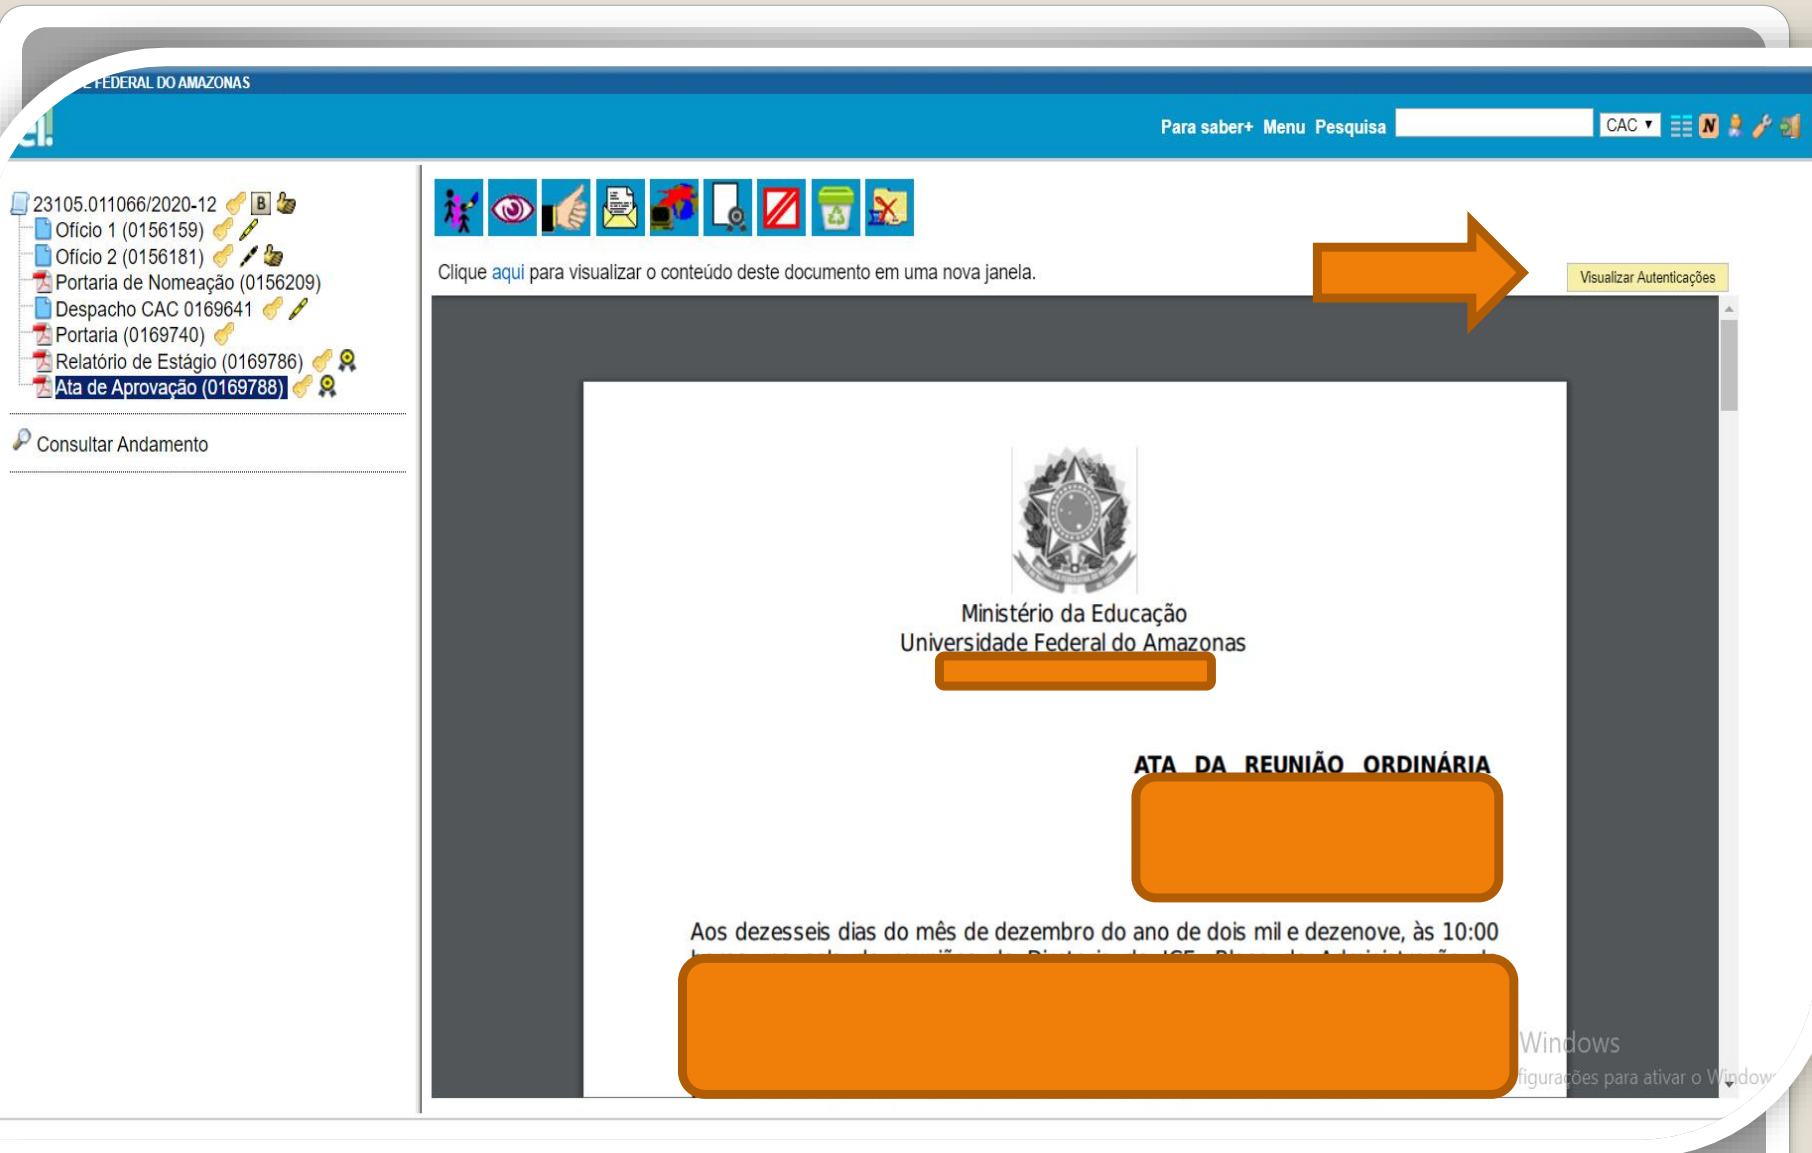 FEDERAL DO AMAZONAS
Para saber+ Menu Pesquisa CAC
23105.011066/2020-12 B
Ofício 1 (0156159)
Ofício 2 (0156181)
Portaria de Nomeação (0156209)
Despacho CAC 0169641
Portaria (0169740)
Relatório de Estágio (0169786)
Ata de Aprovação (0169788)
Consultar Andamento
Clique aqui para visualizar o conteúdo deste documento em uma nova janela.
Visualizar Autenticações
Ministério da Educação
Universidade Federal do Amazonas
ATA DA REUNIÃO ORDINÁRIA
Aos dezesseis dias do mês de dezembro do ano de dois mil e dezenove, às 10:00
Windows
para ativar o Windows